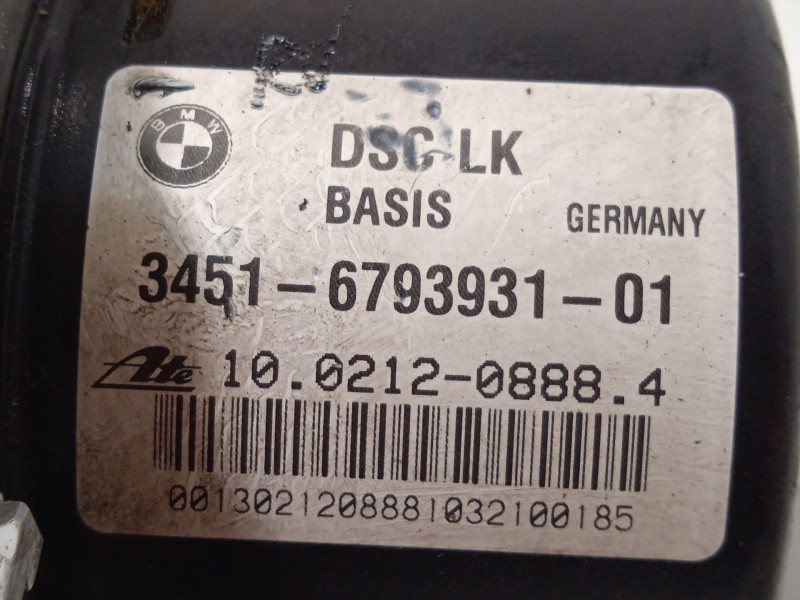 BMW
DSC LK
BASIS
GERMANY
3451-6793931-01
Ate 10.0212-0888.4
0013021208881032100185